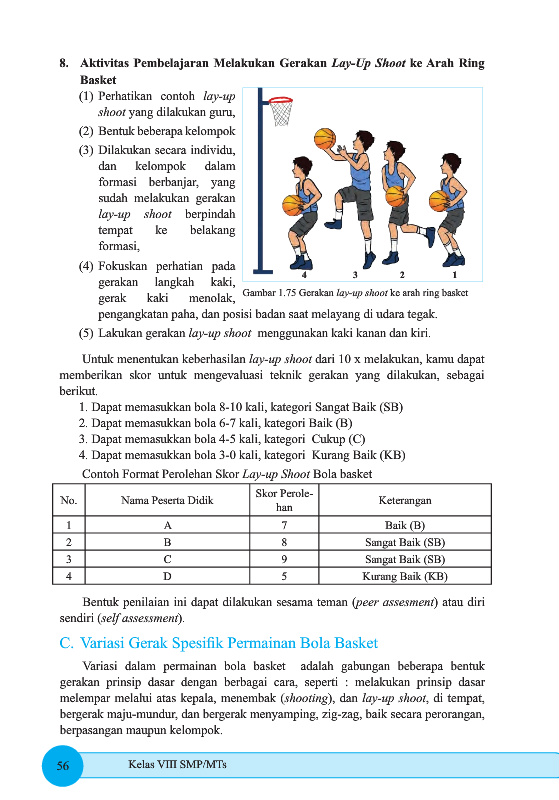 8. Aktivitas Pembelajaran Melakukan Gerakan Lay-Up Shoot ke Arah Ring
Basket
(1) Perhatikan contoh lay-up
shoot yang dilakukan guru,
(2) Bentuk beberapa kelompok
(3) Dilakukan secara individu,
dan kelompok dalam
formasi berbanjar, yang
sudah melakukan gerakan
lay-up shoot berpindah
tempat ke belakang
formasi,
(4) Fokuskan perhatian pada
gerakan langkah kaki,
gerak kaki menolak,
pengangkatan paha, dan posisi badan saat melayang di udara tegak.
4 3 2 1
Gambar 1.75 Gerakan lay-up shoot ke arah ring basket
(5) Lakukan gerakan lay-up shoot menggunakan kaki kanan dan kiri.
Untuk menentukan keberhasilan lay-up shoot dari 10 x melakukan, kamu dapat
memberikan skor untuk mengevaluasi teknik gerakan yang dilakukan, sebagai
berikut.
1. Dapat memasukkan bola 8-10 kali, kategori Sangat Baik (SB)
2. Dapat memasukkan bola 6-7 kali, kategori Baik (B)
3. Dapat memasukkan bola 4-5 kali, kategori Cukup (C)
4. Dapat memasukkan bola 3-0 kali, kategori Kurang Baik (KB)
Contoh Format Perolehan Skor Lay-up Shoot Bola basket
No. Nama Peserta Didik Skor Perole-
han Keterangan
1 A 7 Baik (B)
2 B 8 Sangat Baik (SB)
3 C 9 Sangat Baik (SB)
4 D 5 Kurang Baik (KB)
Bentuk penilaian ini dapat dilakukan sesama teman (peer assesment) atau diri
sendiri (self assessment).
C. Variasi Gerak Spesifik Permainan Bola Basket
Variasi dalam permainan bola basket adalah gabungan beberapa bentuk
gerakan prinsip dasar dengan berbagai cara, seperti : melakukan prinsip dasar
melempar melalui atas kepala, menembak (shooting), dan lay-up shoot, di tempat,
bergerak maju-mundur, dan bergerak menyamping, zig-zag, baik secara perorangan,
berpasangan maupun kelompok.
56 Kelas VIII SMP/MTs